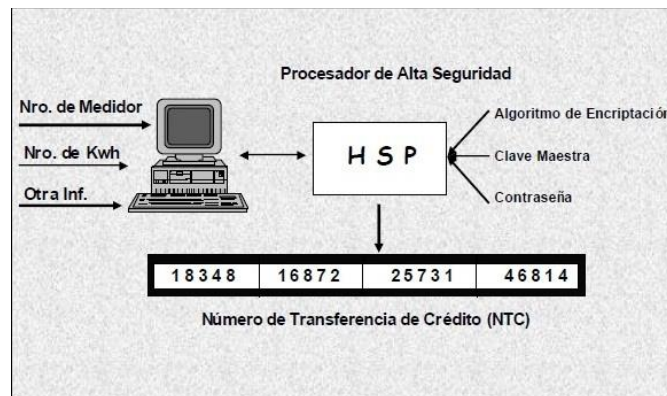 Procesador de Alta Seguridad
Nro. de Medidor
Nro. de Kwh
Otra Inf.
H S P
Algoritmo de Encriptación
Clave Maestra
Contraseña
18348 16872 25731 46814
Número de Transferencia de Crédito (NTC)